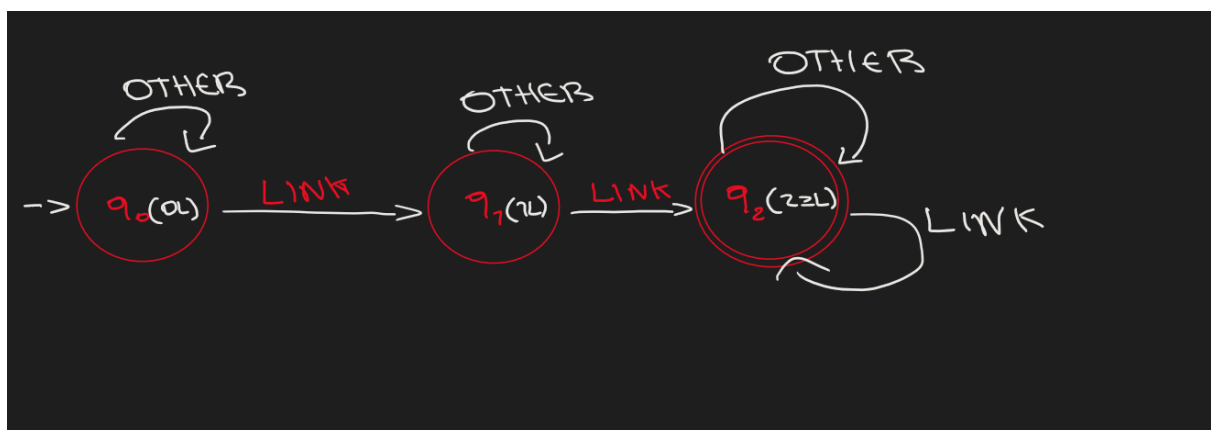 OTHER
OTHER
OTHER
LINK
LINK
q₀(0L)
q₁(1L)
q₂(≥2L)
LINK